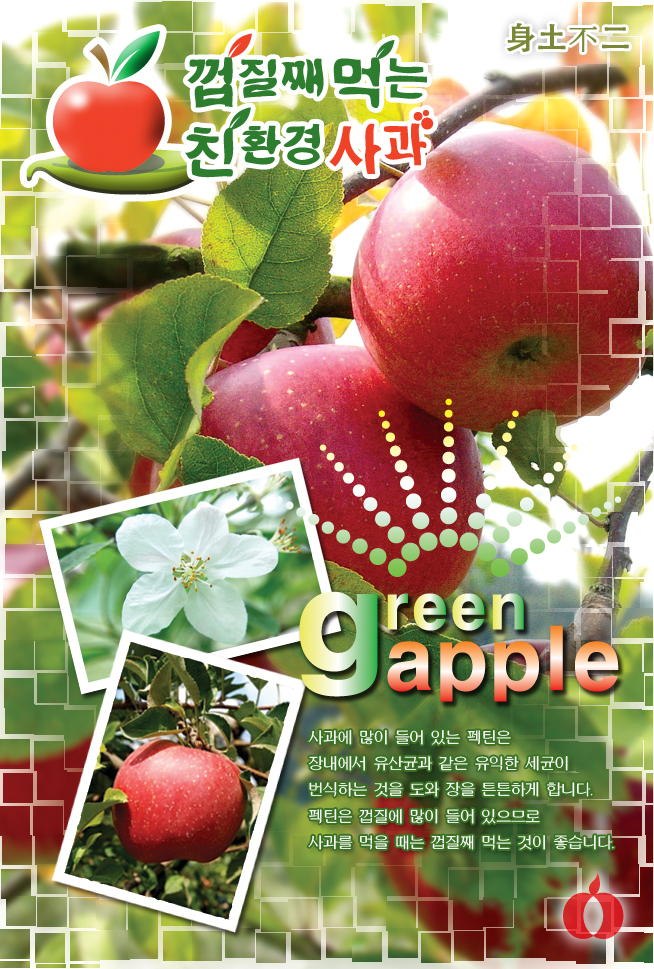 身土不二
껍질째 먹는
친환경 사과
green
apple
사과에 많이 들어 있는 펙틴은
장내에서 유산균과 같은 유익한 세균이
번식하는 것을 도와 장을 튼튼하게 합니다.
펙틴은 껍질에 많이 들어 있으므로
사과를 먹을 때는 껍질째 먹는 것이 좋습니다.